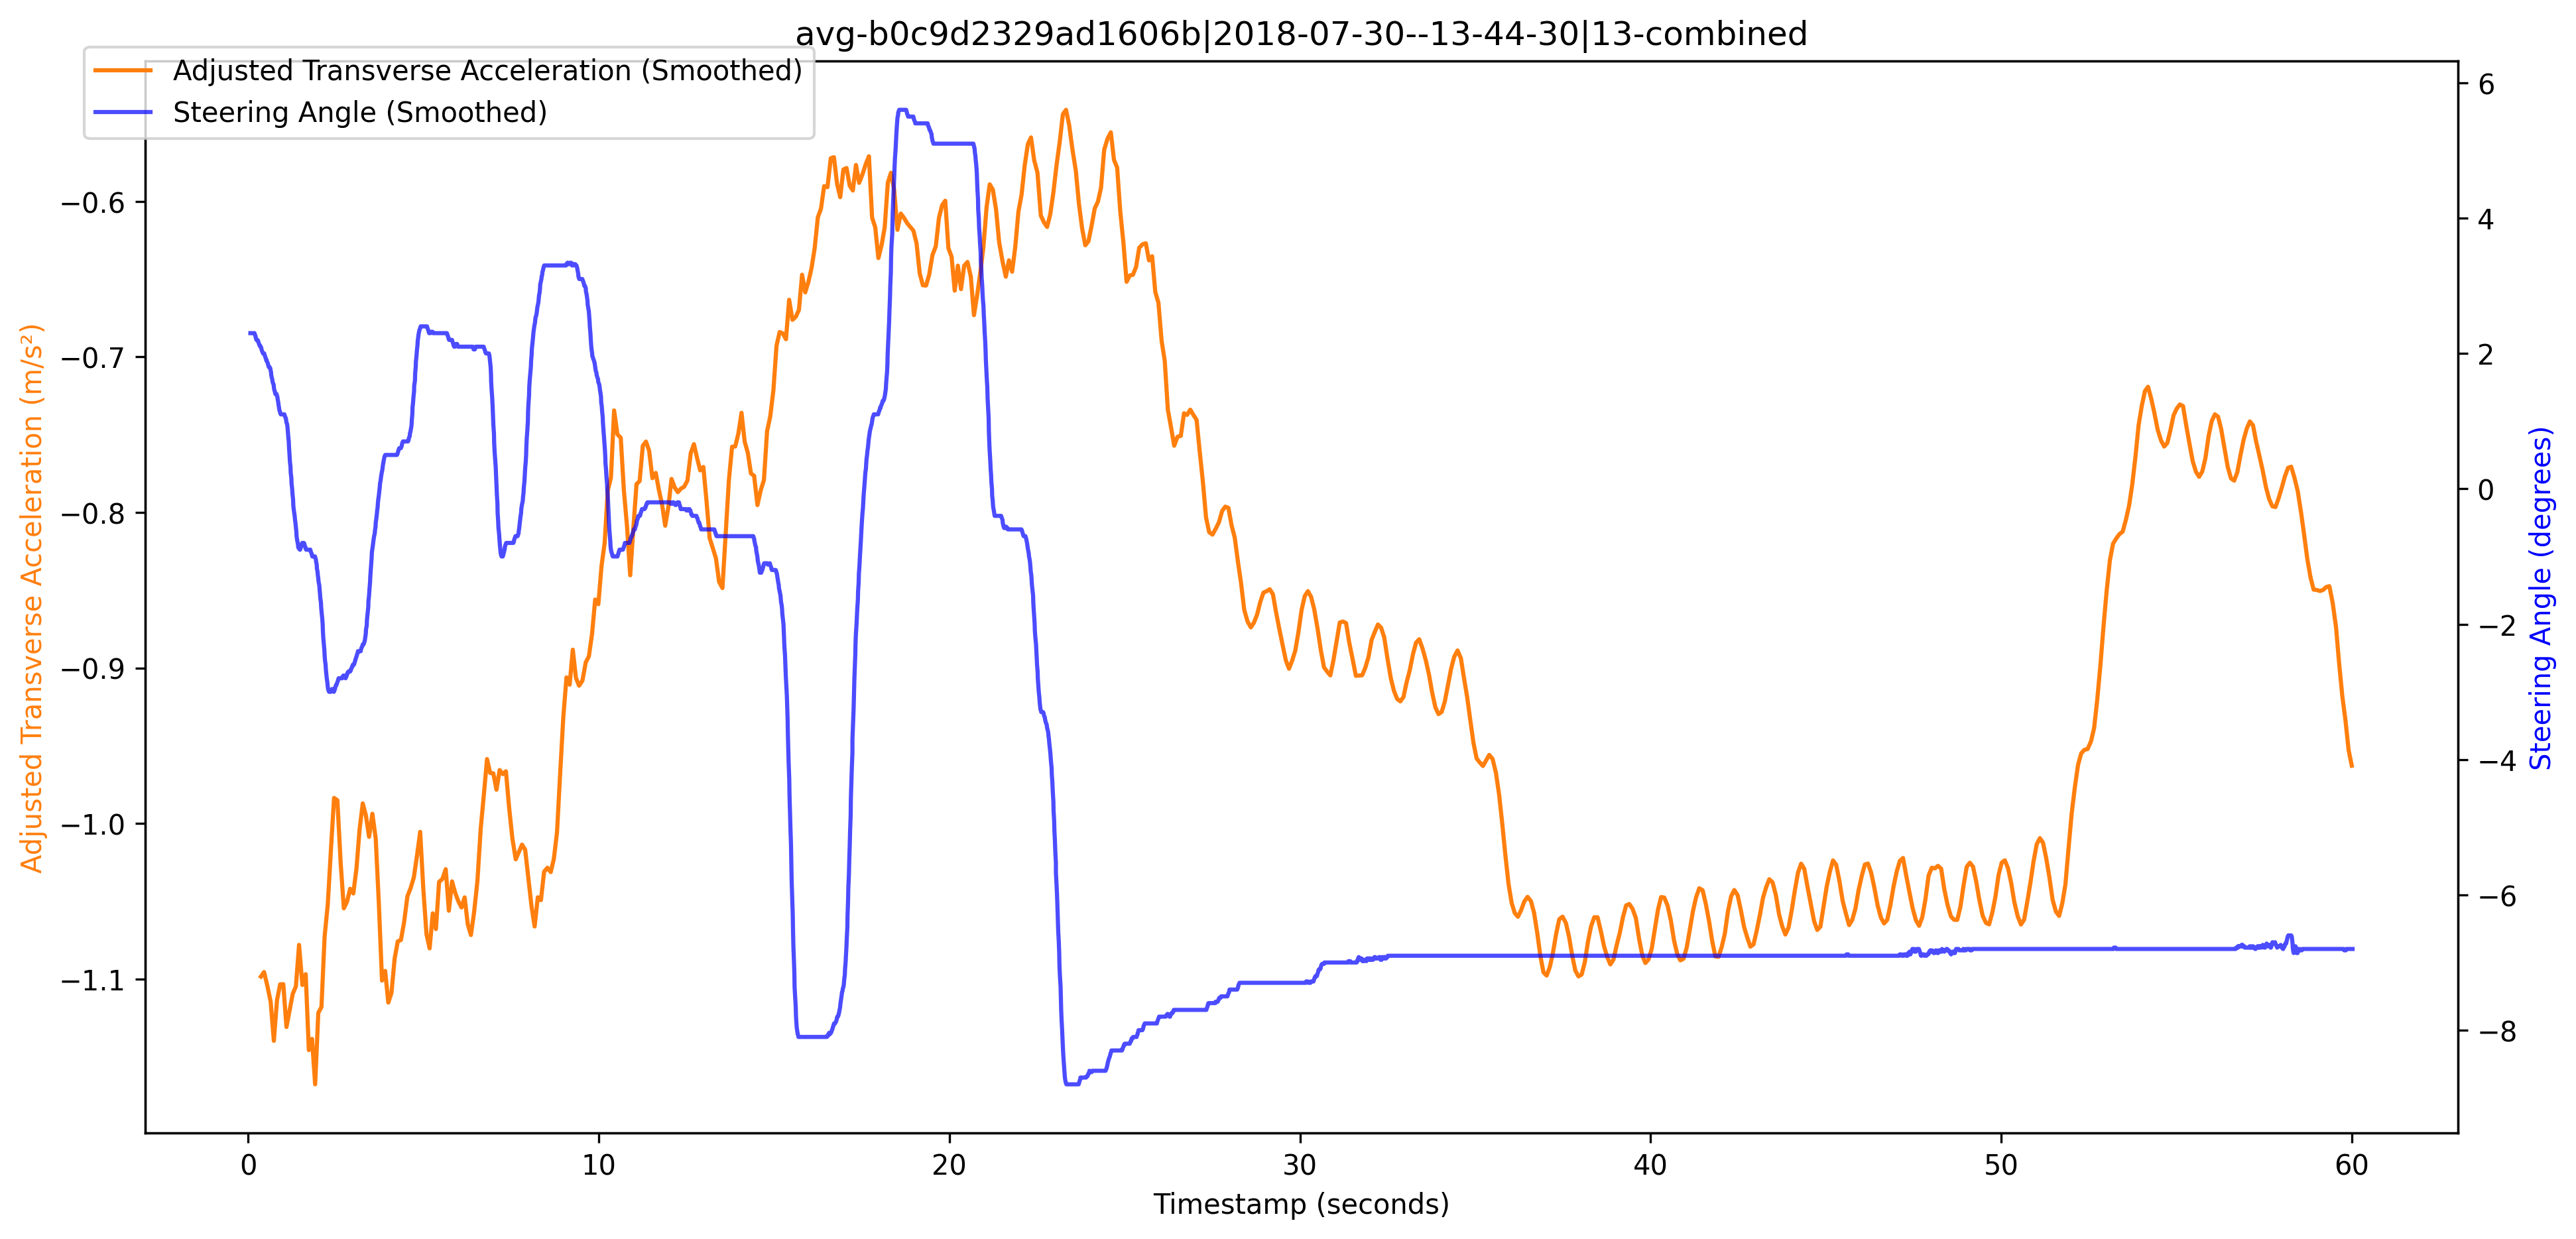 avg-b0c9d2329ad1606b|2018-07-30--13-44-30|13-combined
Adjusted Transverse Acceleration (Smoothed)
Steering Angle (Smoothed)
Adjusted Transverse Acceleration (m/s²)
−0.6
−0.7
−0.8
−0.9
−1.0
−1.1
6
4
2
0
−2
−4
−6
−8
Steering Angle (degrees)
0 10 20 30 40 50 60
Timestamp (seconds)